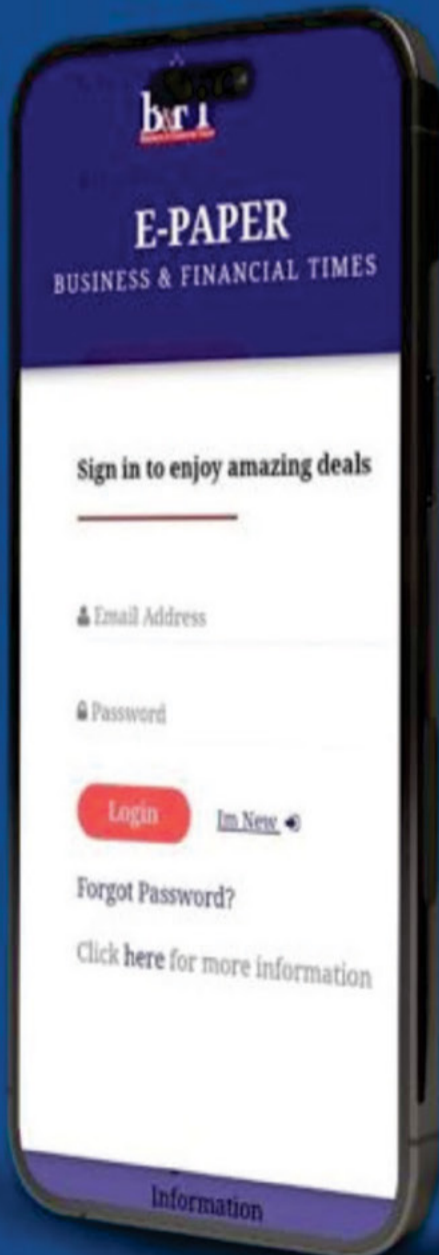 E-PAPER
BUSINESS & FINANCIAL TIMES
Sign in to enjoy amazing deals
Email Address
Password
Login
Im New
Forgot Password?
Click here for more information
Information